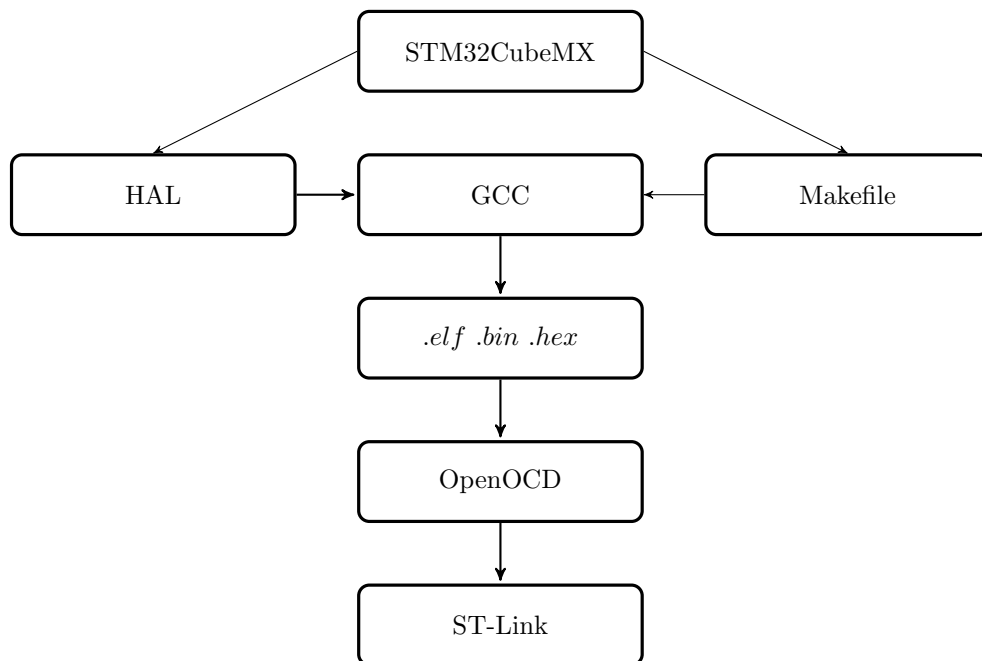 STM32CubeMX
HAL
GCC
Makefile
.elf .bin .hex
OpenOCD
ST-Link